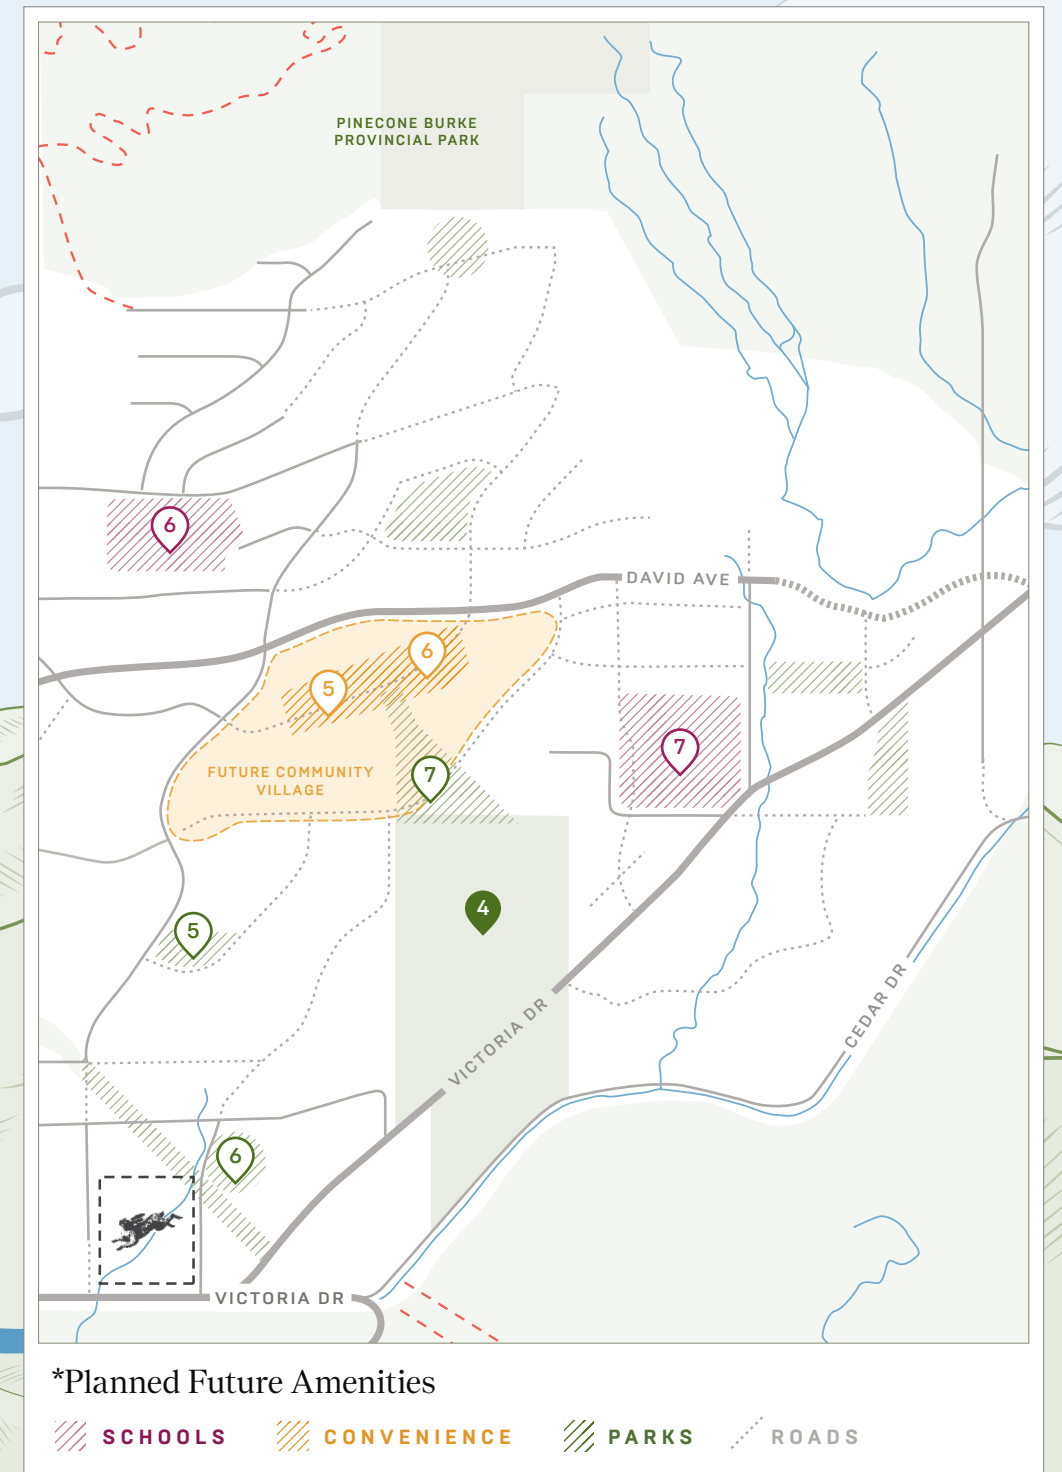 PINECONE BURKE
PROVINCIAL PARK
6
DAVID AVE
6
5
7
FUTURE COMMUNITY
VILLAGE
7
4
5
CEDAR DR
VICTORIA DR
6
VICTORIA DR
*Planned Future Amenities
SCHOOLS
CONVENIENCE
PARKS
ROADS